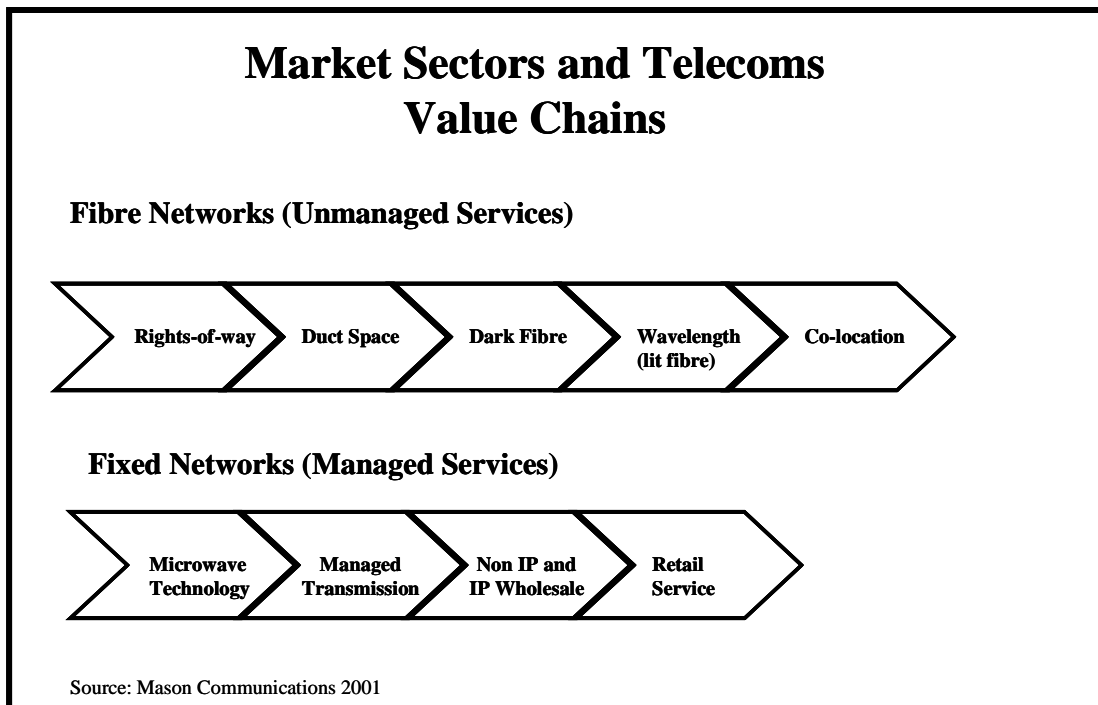 Market Sectors and Telecoms
Value Chains
Fibre Networks (Unmanaged Services)
Rights-of-way
Duct Space
Dark Fibre
Wavelength
(lit fibre)
Co-location
Fixed Networks (Managed Services)
Microwave
Technology
Managed
Transmission
Non IP and
IP Wholesale
Retail
Service
Source: Mason Communications 2001